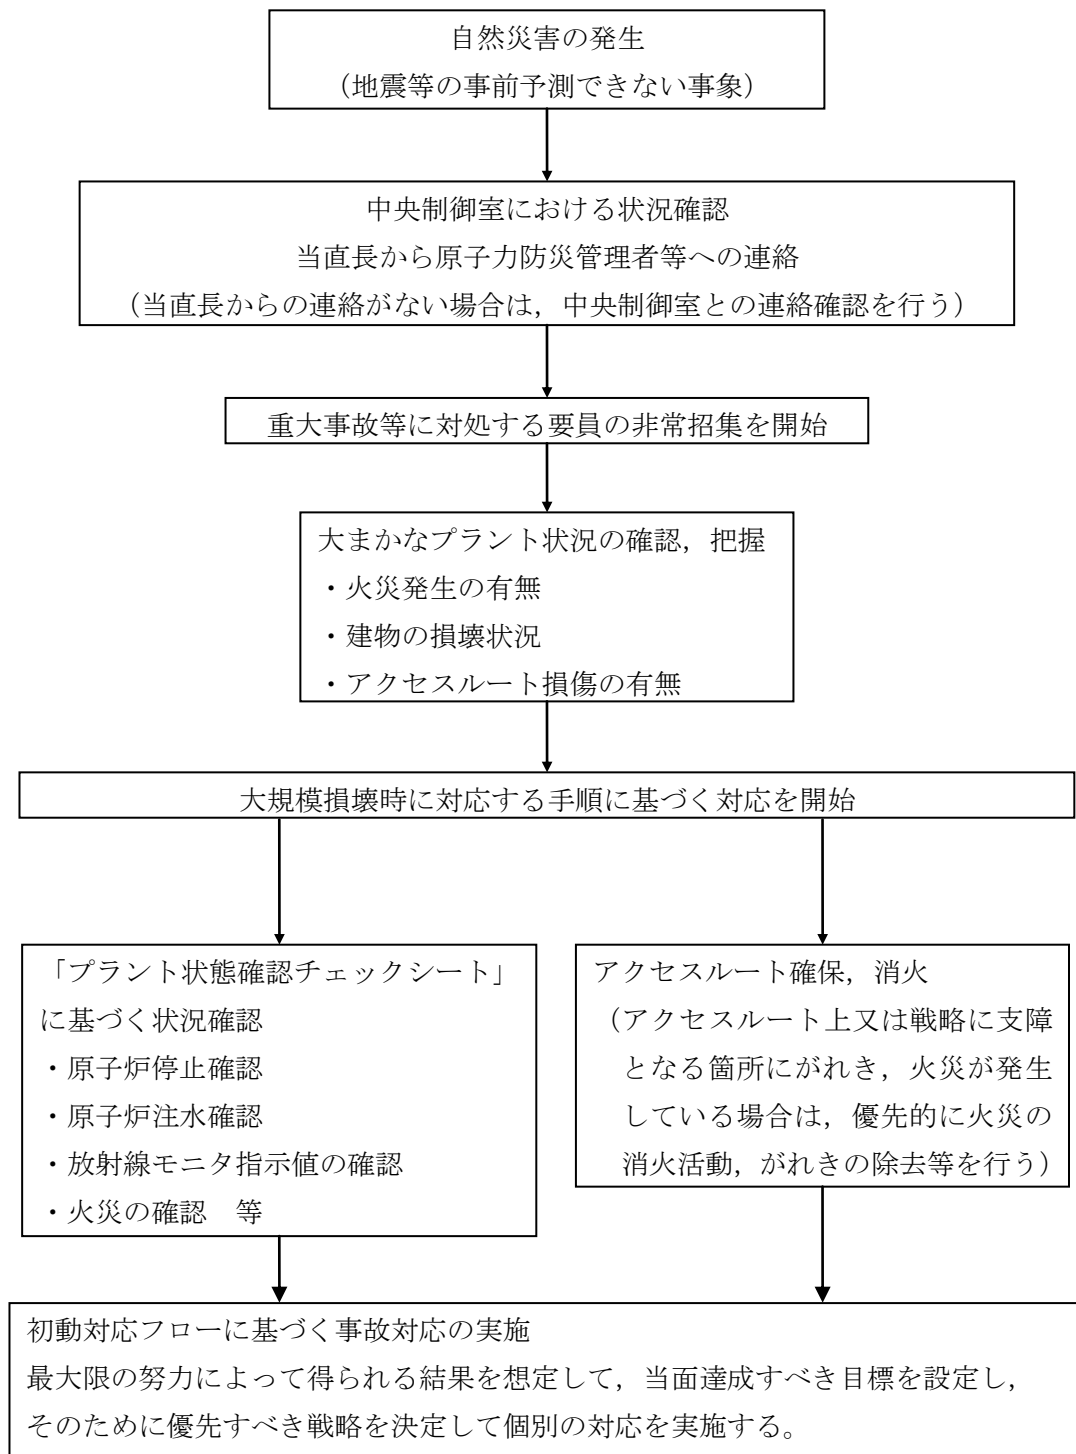 自然災害の発生
（地震等の事前予測できない事象）
中央制御室における状況確認
当直長から原子力防災管理者等への連絡
（当直長からの連絡がない場合は，中央制御室との連絡確認を行う）
重大事故等に対処する要員の非常招集を開始
大まかなプラント状況の確認，把握
・火災発生の有無
・建物の損壊状況
・アクセスルート損傷の有無
大規模損壊時に対応する手順に基づく対応を開始
「プラント状態確認チェックシート」
に基づく状況確認
・原子炉停止確認
・原子炉注水確認
・放射線モニタ指示値の確認
・火災の確認　等
アクセスルート確保，消火
（アクセスルート上又は戦略に支障
となる箇所にがれき，火災が発生
している場合は，優先的に火災の
消火活動，がれきの除去等を行う）
初動対応フローに基づく事故対応の実施
最大限の努力によって得られる結果を想定して，当面達成すべき目標を設定し，
そのために優先すべき戦略を決定して個別の対応を実施する。